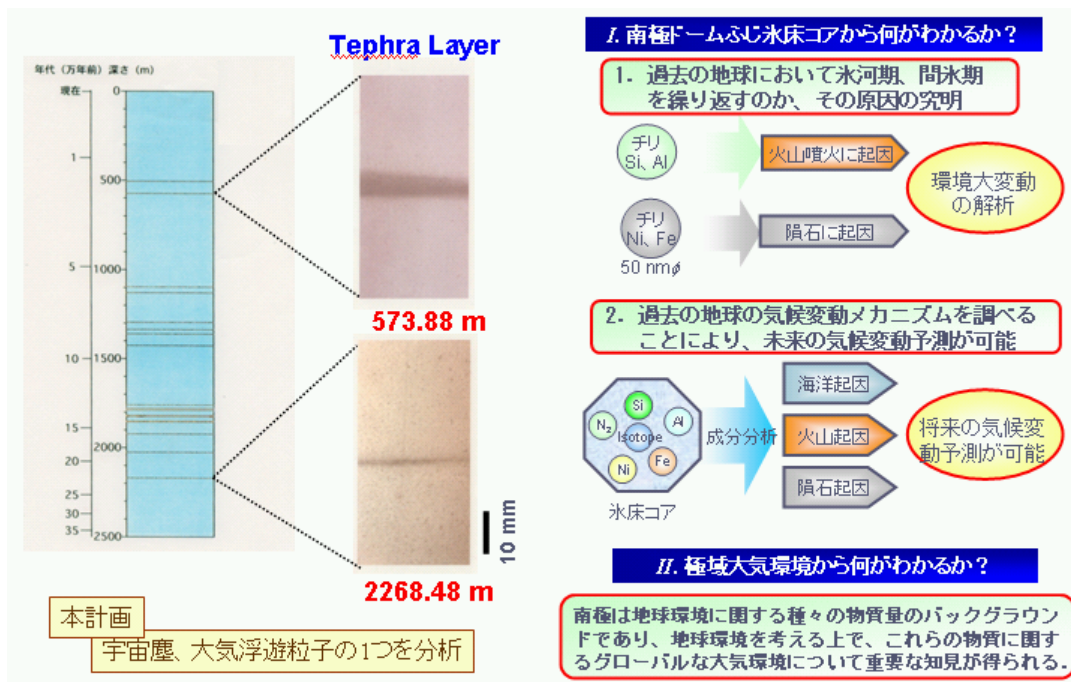 Tephra Layer
年代（万年前）深さ（m）
現在
0
1
500
5
1000
10
1500
15
2000
20
25
30
35
2500
573.88 m
2268.48 m
10 mm
本計画
宇宙塵、大気浮遊粒子の1つを分析
I. 南極ドームふじ氷床コアから何がわかるか？
1. 過去の地球において氷河期、間氷期
を繰り返すのか、その原因の究明
チリ
Si、Al
火山噴火に起因
チリ
Ni、Fe
50 nmφ
隕石に起因
環境大変動
の解析
2. 過去の地球の気候変動メカニズムを調べる
ことにより、未来の気候変動予測が可能
Si
N₂
Al
Isotope
Ni
Fe
氷床コア
成分分析
海洋起因
火山起因
隕石起因
将来の気候変
動予測が可能
II. 極域大気環境から何がわかるか？
南極は地球環境に関する種々の物質量のバックグラウン
ドであり、地球環境を考える上で、これらの物質に関す
るグローバルな大気環境について重要な知見が得られる.